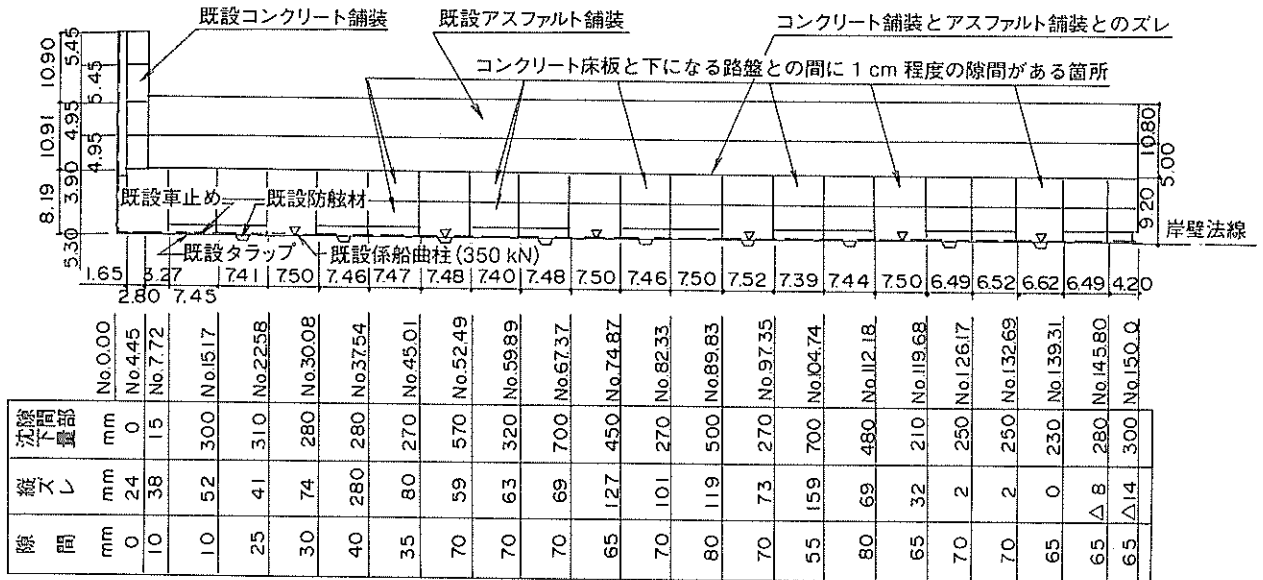 既設コンクリート舗装
既設アスファルト舗装
コンクリート舗装とアスファルト舗装とのズレ
コンクリート床板と下になる路盤との間に 1 cm 程度の隙間がある箇所
10.90 5.45 5.45
10.91 4.95 4.95
8.19 3.90
5.30
10.80
5.00
9.20
既設車止め
既設防舷材
岸壁法線
既設タラップ
既設係船曲柱 (350 kN)
1.65 2.80 3.27 7.45 7.41 7.50 7.46 7.47 7.48 7.40 7.48 7.50 7.46 7.50 7.52 7.39 7.44 7.50 6.49 6.52 6.62 6.49 4.20
No.0.00 No.4.45 No.7.72 No.15.17 No.22.58 No.30.08 No.37.54 No.45.01 No.52.49 No.59.89 No.67.37 No.74.87 No.82.33 No.89.83 No.97.35 No.104.74 No.112.18 No.119.68 No.126.17 No.132.69 No.139.31 No.145.80 No.150.0
沈下量 隙間部 mm 0 15 300 310 280 280 270 570 320 700 450 270 500 270 700 480 210 250 250 230 280 300
縦ズレ mm 24 38 52 41 74 280 80 59 63 69 127 101 119 73 159 69 32 2 2 0 △8 △14
隙間 mm 0 10 10 25 30 40 35 70 70 70 65 70 80 70 55 80 65 70 70 65 65 65